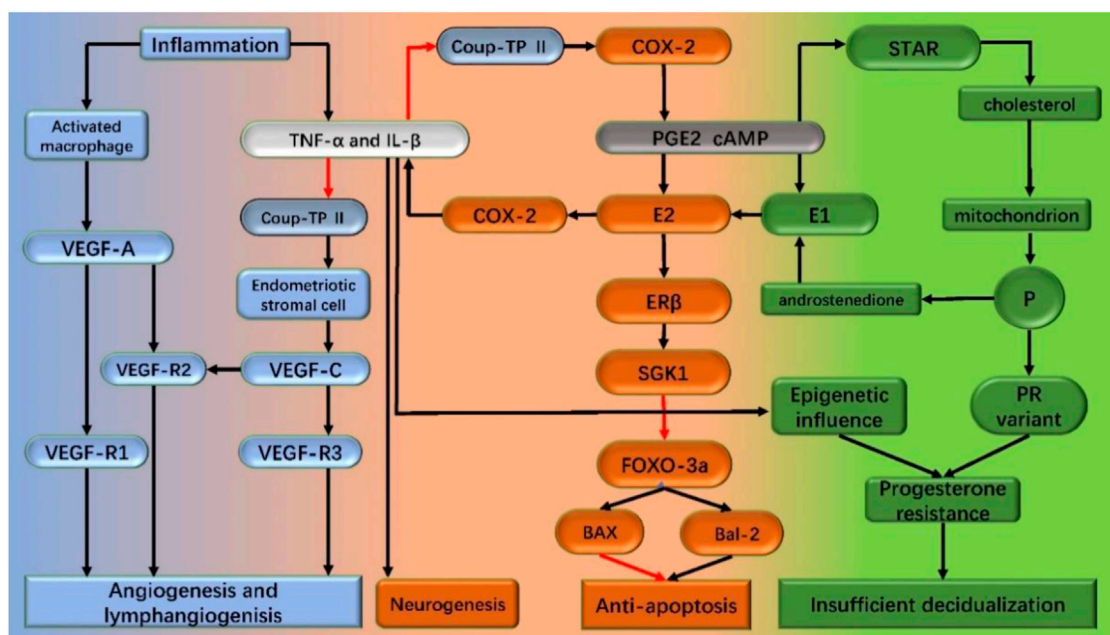 Inflammation
Coup-TP II
COX-2
STAR
Activated
macrophage
TNF-α and IL-β
PGE2 cAMP
cholesterol
Coup-TP II
COX-2
E2
E1
mitochondrion
VEGF-A
Endometriotic
stromal cell
ERβ
androstenedione
P
VEGF-R2
VEGF-C
SGK1
Epigenetic
influence
PR
variant
VEGF-R1
VEGF-R3
FOXO-3a
Progesterone
resistance
BAX
Bal-2
Angiogenesis and
lymphangiogenisis
Neurogenesis
Anti-apoptosis
Insufficient decidualization